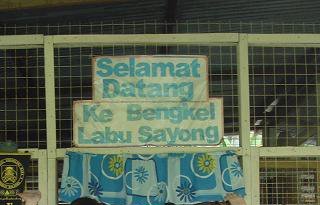 Selamat
Datang
Ke Bengkel
Labu Sayong